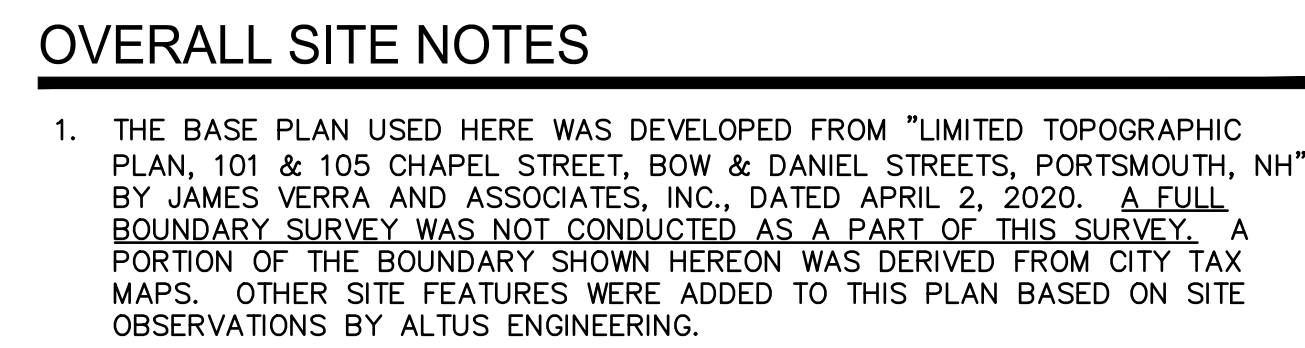 OVERALL SITE NOTES
1. THE BASE PLAN USED HERE WAS DEVELOPED FROM "LIMITED TOPOGRAPHIC
PLAN, 101 & 105 CHAPEL STREET, BOW & DANIEL STREETS, PORTSMOUTH, NH"
BY JAMES VERRA AND ASSOCIATES, INC., DATED APRIL 2, 2020. A FULL
BOUNDARY SURVEY WAS NOT CONDUCTED AS A PART OF THIS SURVEY. A
PORTION OF THE BOUNDARY SHOWN HEREON WAS DERIVED FROM CITY TAX
MAPS. OTHER SITE FEATURES WERE ADDED TO THIS PLAN BASED ON SITE
OBSERVATIONS BY ALTUS ENGINEERING.